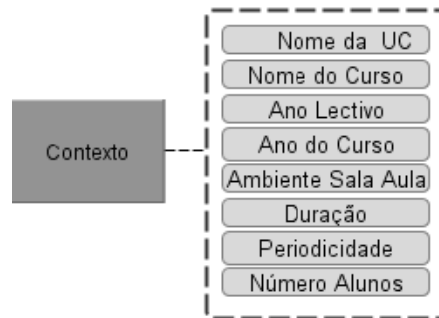 Contexto
Nome da UC
Nome do Curso
Ano Lectivo
Ano do Curso
Ambiente Sala Aula
Duração
Periodicidade
Número Alunos